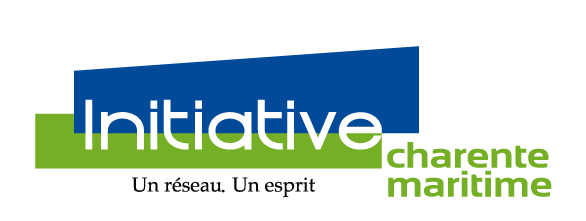 Initiative
charente
maritime
Un réseau. Un esprit